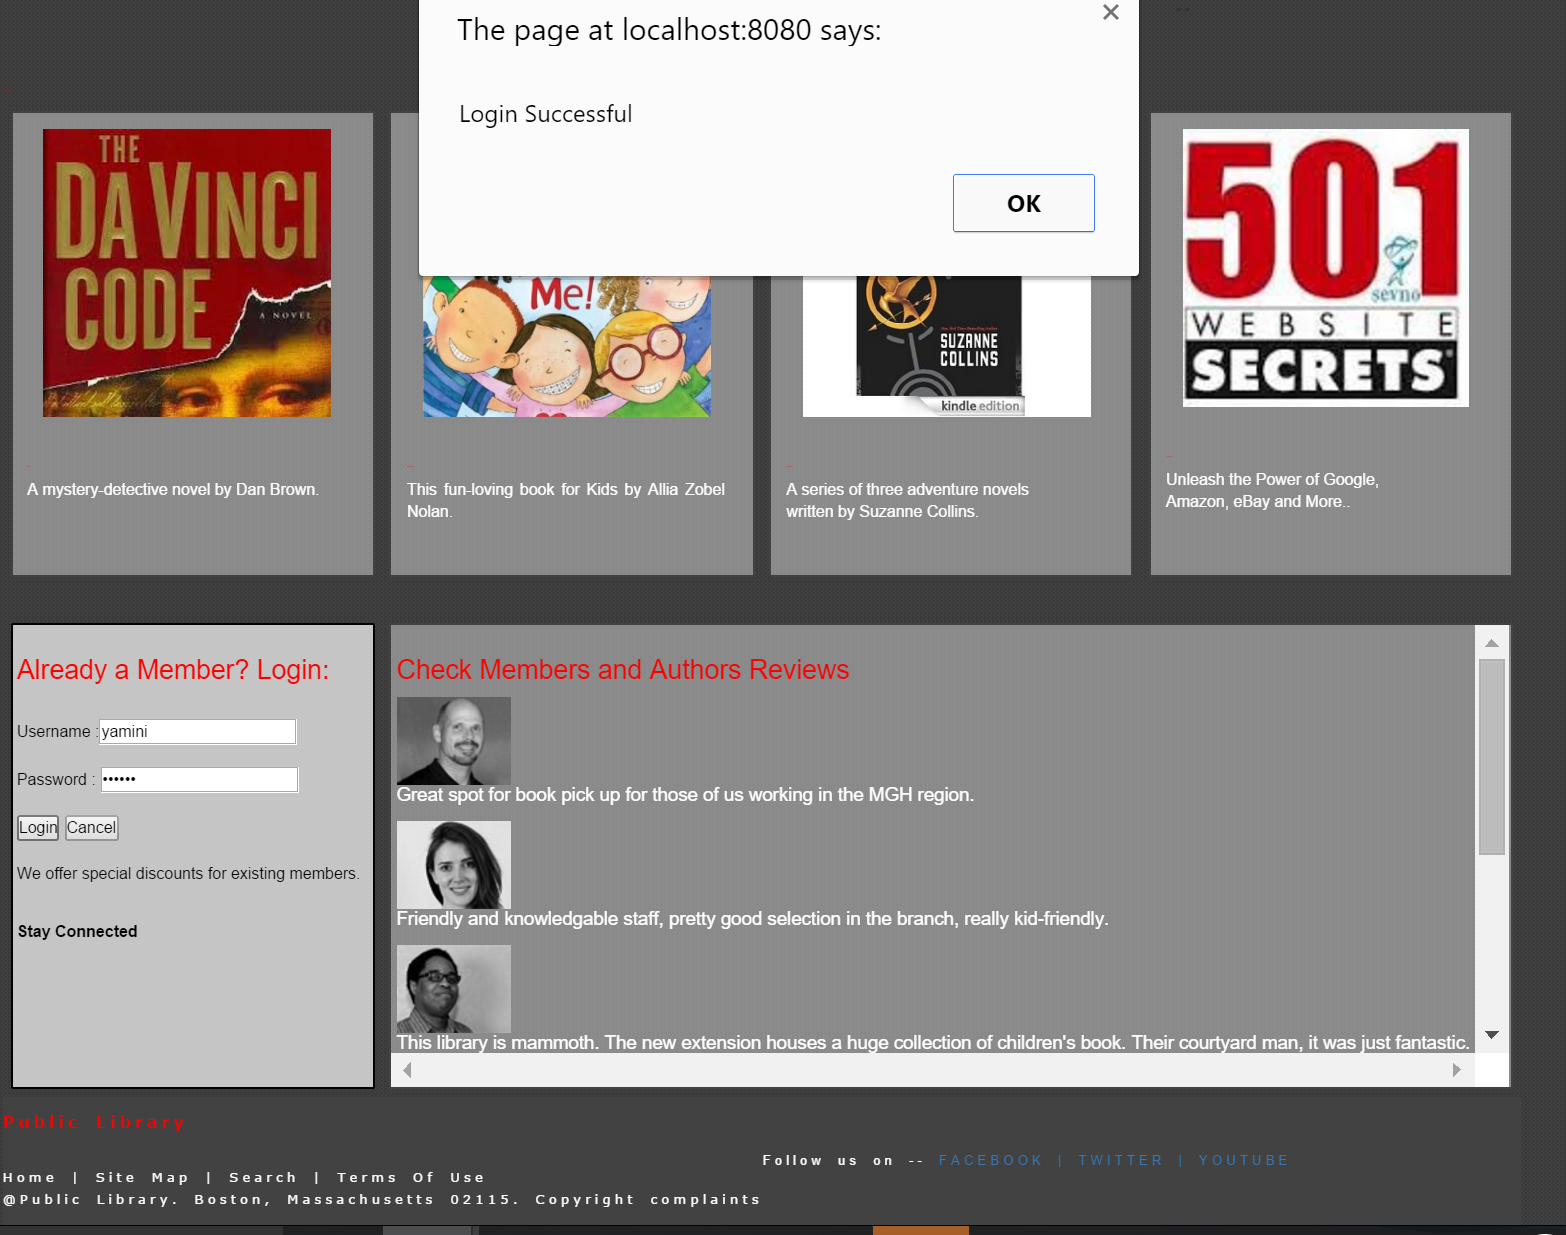 The page at localhost:8080 says:
Login Successful
OK
THE
DA VINCI
CODE
A NOVEL
Me!
SUZANNE
COLLINS
kindle edition
501
sevno
WEBSITE
SECRETS
A mystery-detective novel by Dan Brown.
This fun-loving book for Kids by Allia Zobel
Nolan.
A series of three adventure novels
written by Suzanne Collins.
Unleash the Power of Google,
Amazon, eBay and More..
Already a Member? Login:
Username :yamini
Password : ••••••
Login Cancel
We offer special discounts for existing members.
Stay Connected
Check Members and Authors Reviews
Great spot for book pick up for those of us working in the MGH region.
Friendly and knowledgable staff, pretty good selection in the branch, really kid-friendly.
This library is mammoth. The new extension houses a huge collection of children's book. Their courtyard man, it was just fantastic.
Public Library
Follow us on -- FACEBOOK | TWITTER | YOUTUBE
Home | Site Map | Search | Terms Of Use
@Public Library. Boston, Massachusetts 02115. Copyright complaints